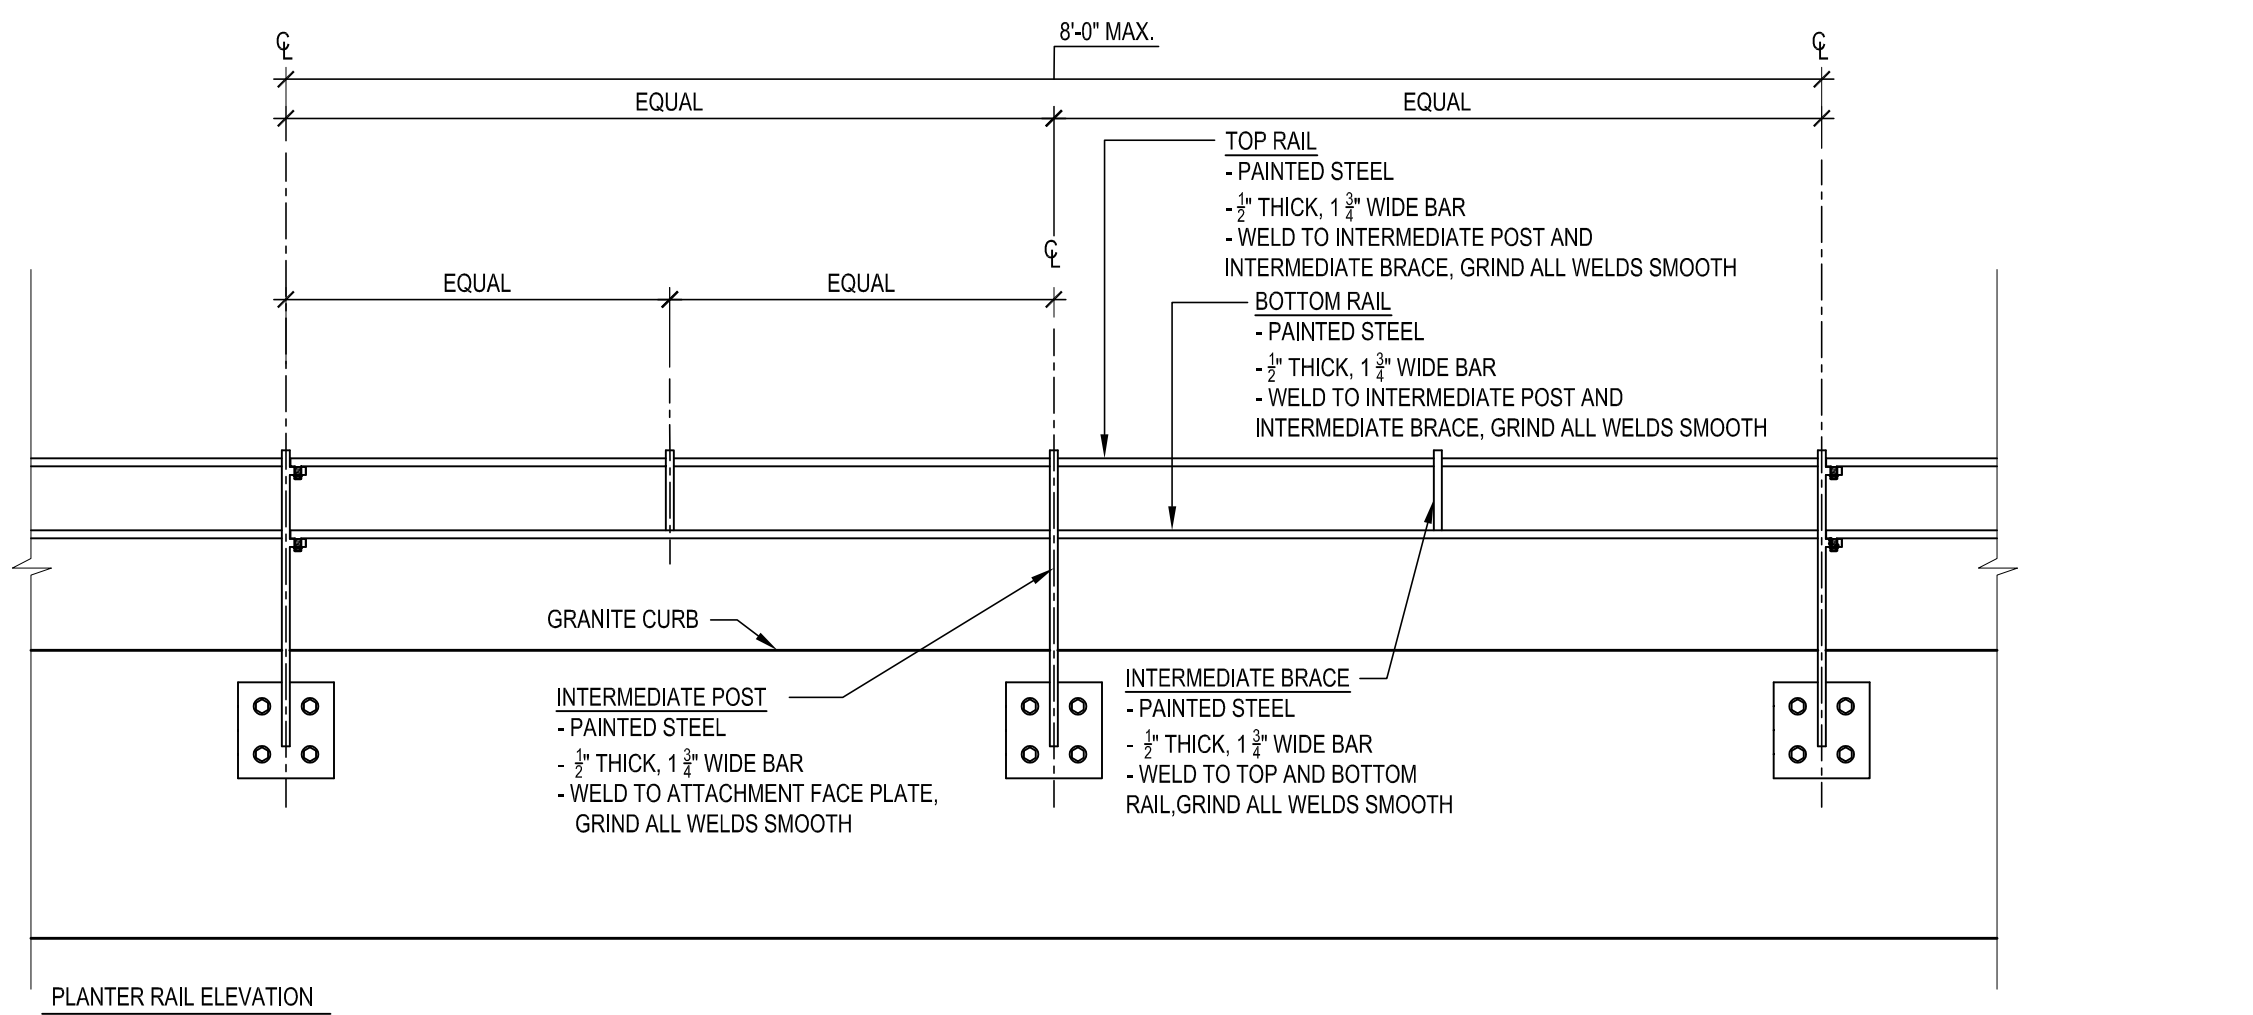 8'-0" MAX.
℄
℄
EQUAL
EQUAL
TOP RAIL
- PAINTED STEEL
- 1/2" THICK, 1 3/4" WIDE BAR
- WELD TO INTERMEDIATE POST AND
INTERMEDIATE BRACE, GRIND ALL WELDS SMOOTH
℄
EQUAL
EQUAL
BOTTOM RAIL
- PAINTED STEEL
- 1/2" THICK, 1 3/4" WIDE BAR
- WELD TO INTERMEDIATE POST AND
INTERMEDIATE BRACE, GRIND ALL WELDS SMOOTH
GRANITE CURB
INTERMEDIATE POST
- PAINTED STEEL
- 1/2" THICK, 1 3/4" WIDE BAR
- WELD TO ATTACHMENT FACE PLATE,
GRIND ALL WELDS SMOOTH
INTERMEDIATE BRACE
- PAINTED STEEL
- 1/2" THICK, 1 3/4" WIDE BAR
- WELD TO TOP AND BOTTOM
RAIL,GRIND ALL WELDS SMOOTH
PLANTER RAIL ELEVATION